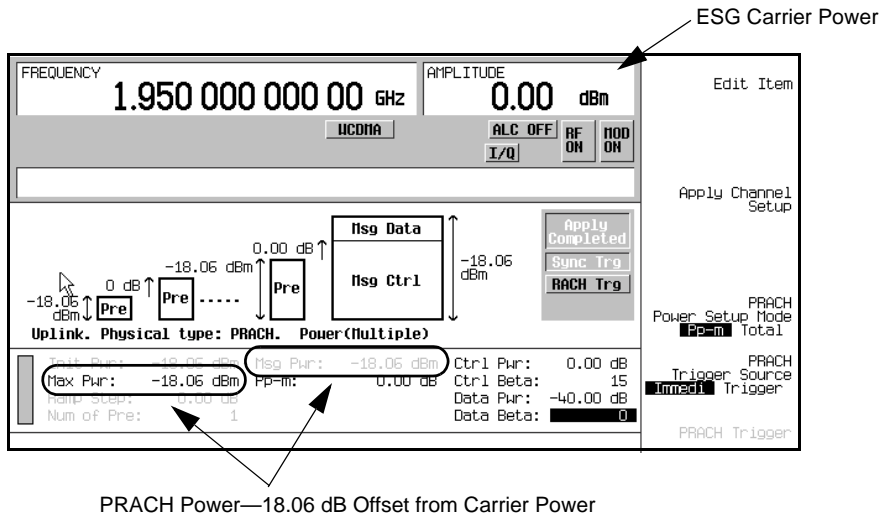 ESG Carrier Power
FREQUENCY
1.950 000 000 00 GHz
AMPLITUDE
0.00 dBm
WCDMA
ALC OFF
I/Q
RF ON
MOD ON
Edit Item
Apply Channel
Setup
PRACH
Power Setup Mode
Pp-m Total
PRACH
Trigger Source
Immedi Trigger
PRACH Trigger
Msg Data
Msg Ctrl
0.00 dB
-18.06 dBm
0 dB
-18.06
dBm
Pre
Pre
.....
Pre
-18.06
dBm
Apply
Completed
Sync Trg
RACH Trg
Uplink. Physical type: PRACH. Power(Multiple)
Init Pwr: -18.06 dBm Msg Pwr: -18.06 dBm Ctrl Pwr: 0.00 dB
Max Pwr: -18.06 dBm Pp-m: 0.00 dB Ctrl Beta: 15
Ramp Step: 0.00 dB Data Pwr: -40.00 dB
Num of Pre: 1 Data Beta: 0
PRACH Power—18.06 dB Offset from Carrier Power